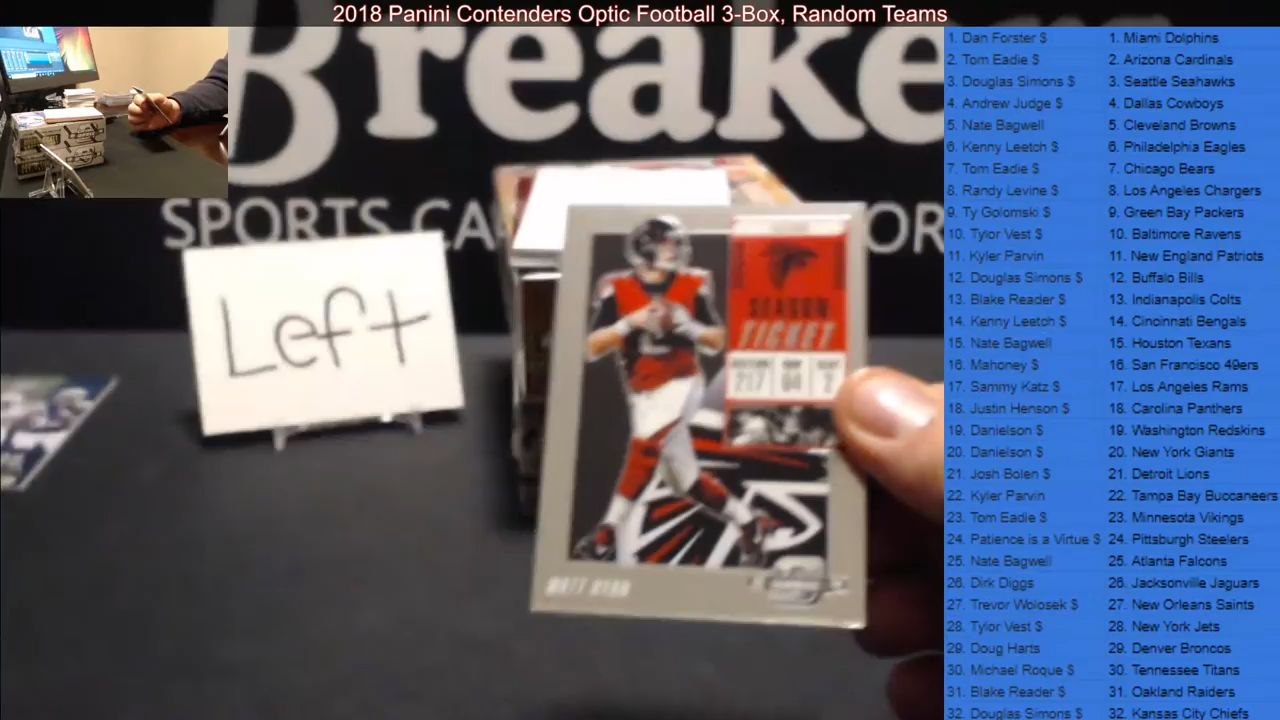 2018 Panini Contenders Optic Football 3-Box, Random Teams
Breake
SPORTS CA
OR
Left
SEASON
TICKET
217
2
MATT RYAN
1. Dan Forster $ 1. Miami Dolphins
2. Tom Eadie $ 2. Arizona Cardinals
3. Douglas Simons $ 3. Seattle Seahawks
4. Andrew Judge $ 4. Dallas Cowboys
5. Nate Bagwell 5. Cleveland Browns
6. Kenny Leetch $ 6. Philadelphia Eagles
7. Tom Eadie $ 7. Chicago Bears
8. Randy Levine $ 8. Los Angeles Chargers
9. Ty Golomski $ 9. Green Bay Packers
10. Tylor Vest $ 10. Baltimore Ravens
11. Kyler Parvin 11. New England Patriots
12. Douglas Simons $ 12. Buffalo Bills
13. Blake Reader $ 13. Indianapolis Colts
14. Kenny Leetch $ 14. Cincinnati Bengals
15. Nate Bagwell 15. Houston Texans
16. Mahoney $ 16. San Francisco 49ers
17. Sammy Katz $ 17. Los Angeles Rams
18. Justin Henson $ 18. Carolina Panthers
19. Danielson $ 19. Washington Redskins
20. Danielson $ 20. New York Giants
21. Josh Bolen $ 21. Detroit Lions
22. Kyler Parvin 22. Tampa Bay Buccaneers
23. Tom Eadie $ 23. Minnesota Vikings
24. Patience is a Virtue $ 24. Pittsburgh Steelers
25. Nate Bagwell 25. Atlanta Falcons
26. Dirk Diggs 26. Jacksonville Jaguars
27. Trevor Wolosek $ 27. New Orleans Saints
28. Tylor Vest $ 28. New York Jets
29. Doug Harts 29. Denver Broncos
30. Michael Roque $ 30. Tennessee Titans
31. Blake Reader $ 31. Oakland Raiders
32. Douglas Simons $ 32. Kansas City Chiefs